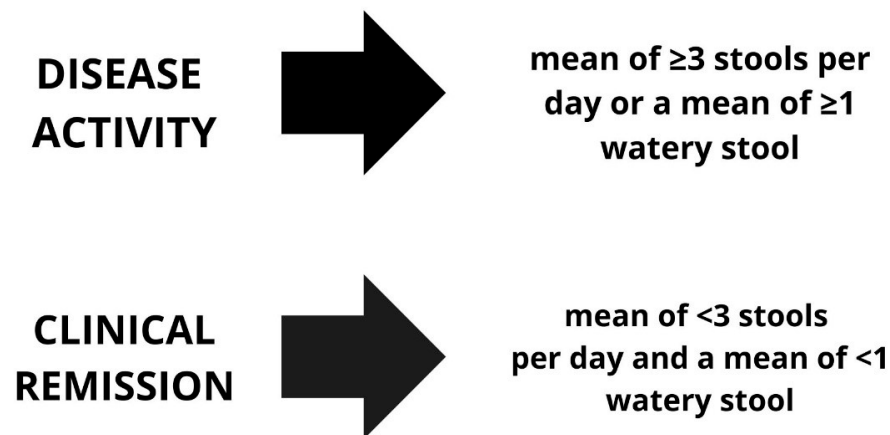 DISEASE
ACTIVITY
mean of ≥3 stools per
day or a mean of ≥1
watery stool
CLINICAL
REMISSION
mean of <3 stools
per day and a mean of <1
watery stool